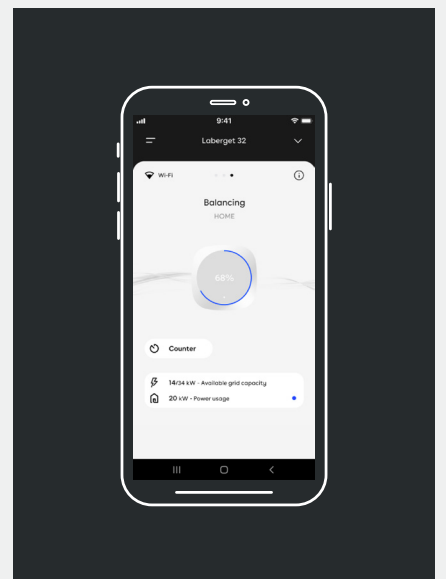 9:41
Laberget 32
Wi-Fi
Balancing
HOME
68%
Counter
14/34 kW - Available grid capacity
20 kW - Power usage